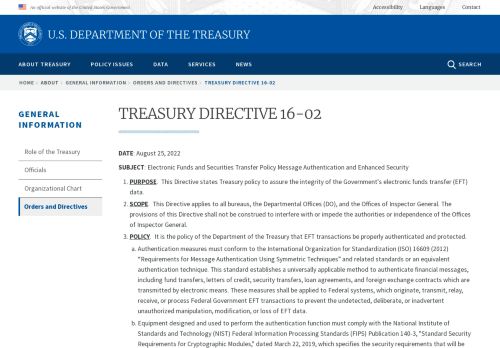 An official website of the United States Government
Accessibility Languages Contact
U.S. DEPARTMENT OF THE TREASURY
ABOUT TREASURY POLICY ISSUES DATA SERVICES NEWS SEARCH
HOME › ABOUT › GENERAL INFORMATION › ORDERS AND DIRECTIVES › TREASURY DIRECTIVE 16-02
GENERAL
INFORMATION
Role of the Treasury
Officials
Organizational Chart
Orders and Directives
TREASURY DIRECTIVE 16-02
DATE: August 25, 2022
SUBJECT: Electronic Funds and Securities Transfer Policy Message Authentication and Enhanced Security
1. PURPOSE. This Directive states Treasury policy to assure the integrity of the Government's electronic funds transfer (EFT)
data.
2. SCOPE. This Directive applies to all bureaus, the Departmental Offices (DO), and the Offices of Inspector General. The
provisions of this Directive shall not be construed to interfere with or impede the authorities or independence of the Offices
of Inspector General.
3. POLICY. It is the policy of the Department of the Treasury that EFT transactions be properly authenticated and protected.
a. Authentication measures must conform to the International Organization for Standardization (ISO) 16609 (2012)
"Requirements for Message Authentication Using Symmetric Techniques" and related standards or an equivalent
authentication technique. This standard establishes a universally applicable method to authenticate financial messages,
including fund transfers, letters of credit, security transfers, loan agreements, and foreign exchange contracts which are
transmitted by electronic means. These measures shall be applied to Federal systems, which originate, transmit, relay,
receive, or process Federal Government EFT transactions to prevent the undetected, deliberate, or inadvertent
unauthorized manipulation, modification, or loss of EFT data.
b. Equipment designed and used to perform the authentication function must comply with the National Institute of
Standards and Technology (NIST) Federal Information Processing Standards (FIPS) Publication 140-3, "Standard Security
Requirements for Cryptographic Modules," dated March 22, 2019, which specifies the security requirements that will be